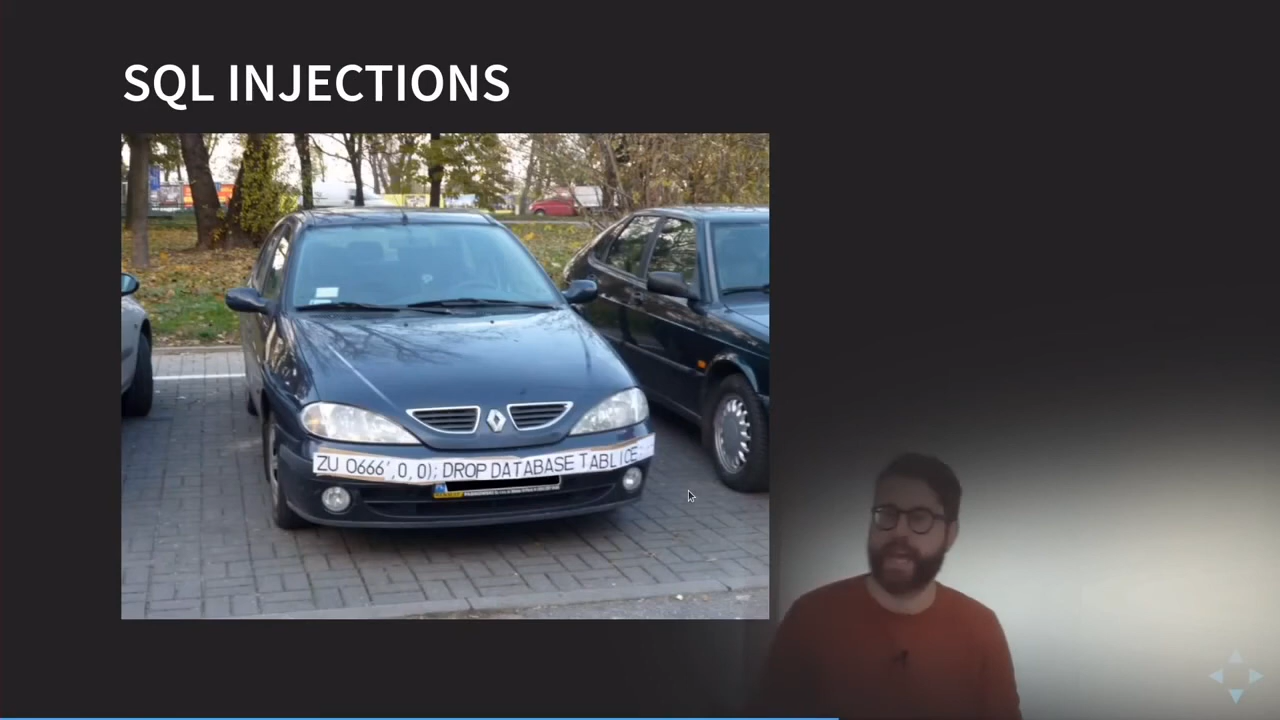 SQL INJECTIONS
ZU 0666',0,0); DROP DATABASE TABLICE